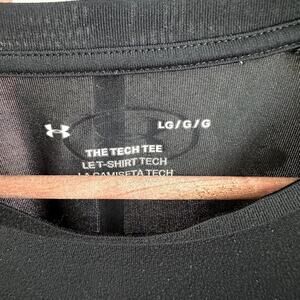 LG/G/G
THE TECH TEE
LE T-SHIRT TECH
LA CAMISETA TECH